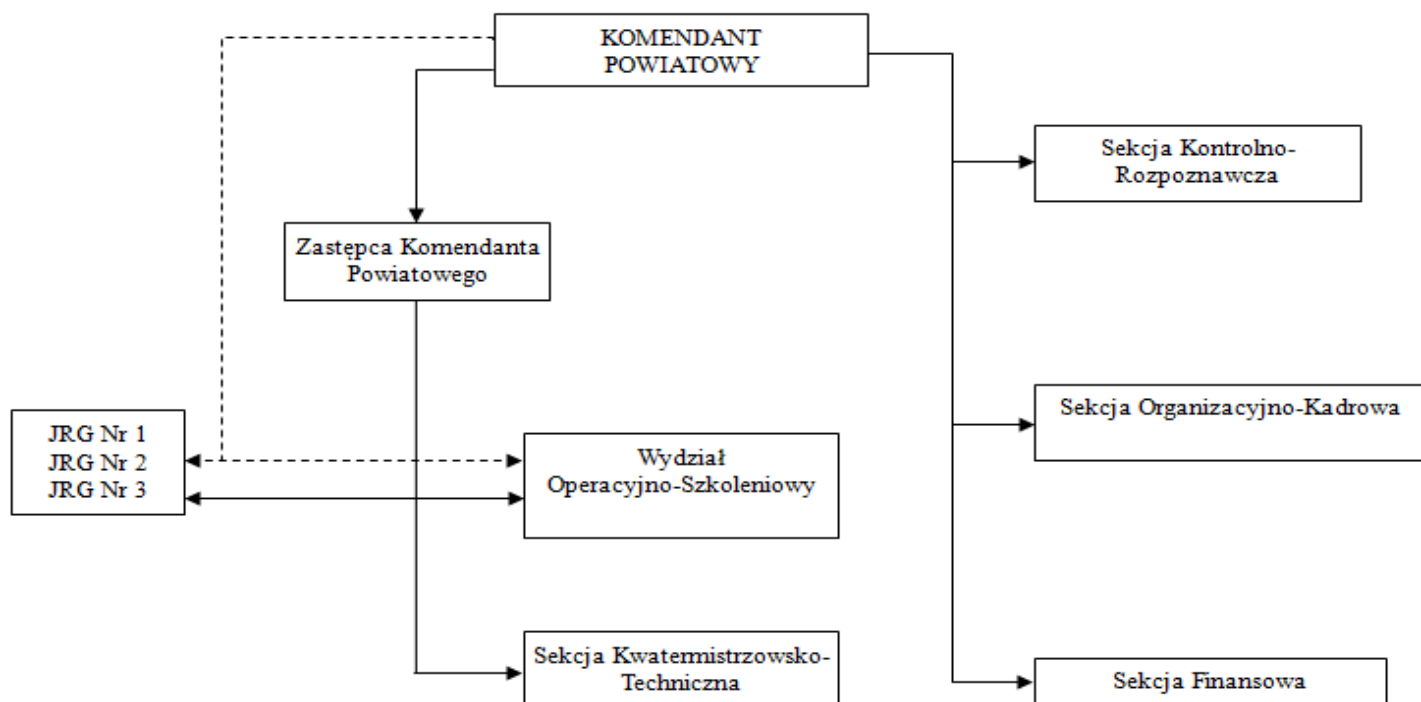 KOMENDANT
POWIATOWY
Sekcja Kontrolno-
Rozpoznawcza
Zastępca Komendanta
Powiatowego
Sekcja Organizacyjno-Kadrowa
JRG Nr 1
JRG Nr 2
JRG Nr 3
Wydział
Operacyjno-Szkoleniowy
Sekcja Kwatermistrzowsko-
Techniczna
Sekcja Finansowa